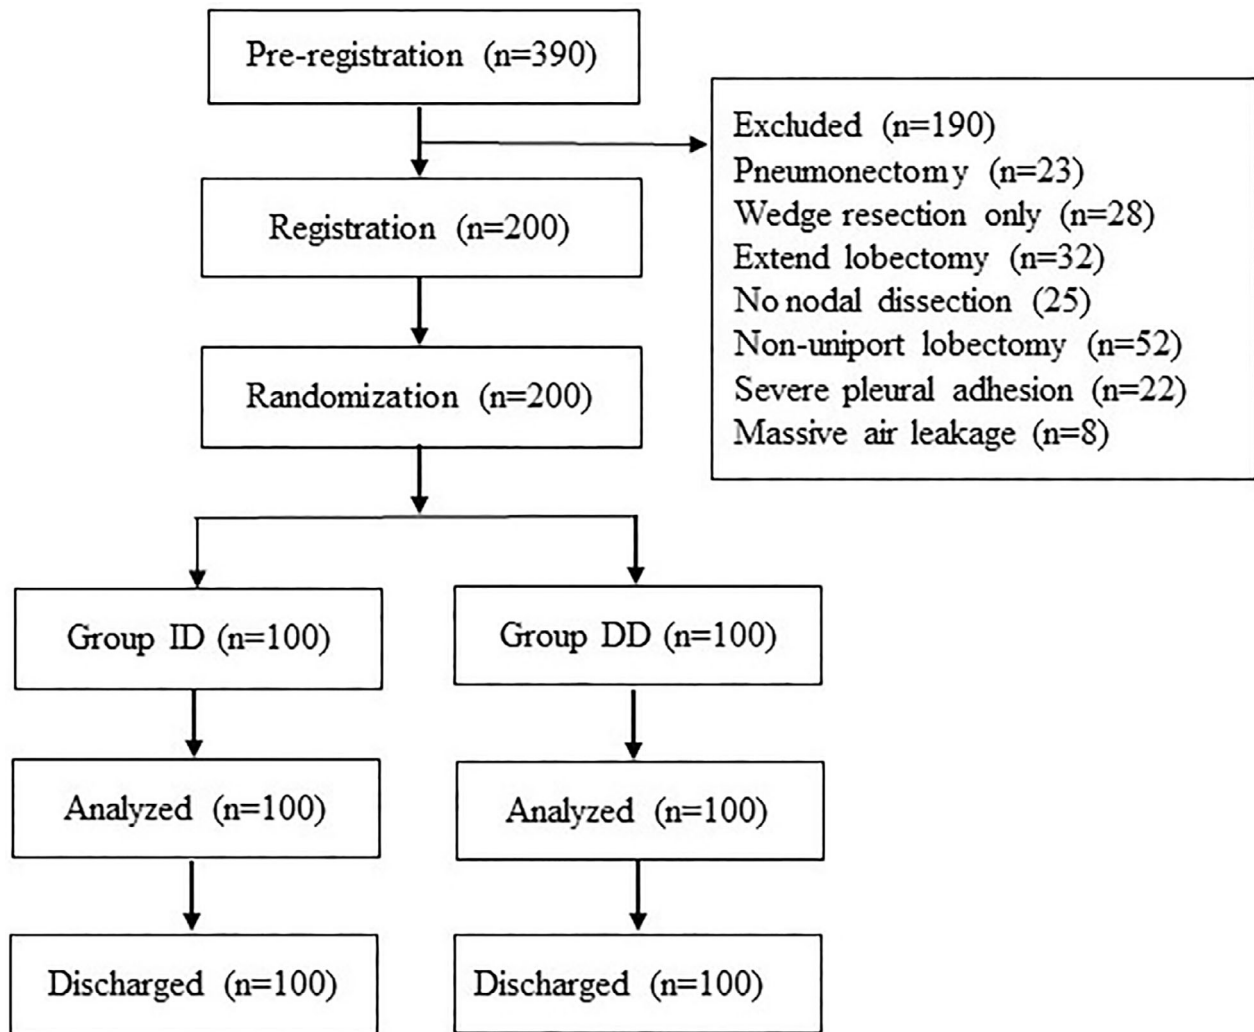 Pre-registration (n=390)
Excluded (n=190)
Pneumonectomy (n=23)
Wedge resection only (n=28)
Extend lobectomy (n=32)
No nodal dissection (25)
Non-uniport lobectomy (n=52)
Severe pleural adhesion (n=22)
Massive air leakage (n=8)
Registration (n=200)
Randomization (n=200)
Group ID (n=100)
Group DD (n=100)
Analyzed (n=100)
Analyzed (n=100)
Discharged (n=100)
Discharged (n=100)